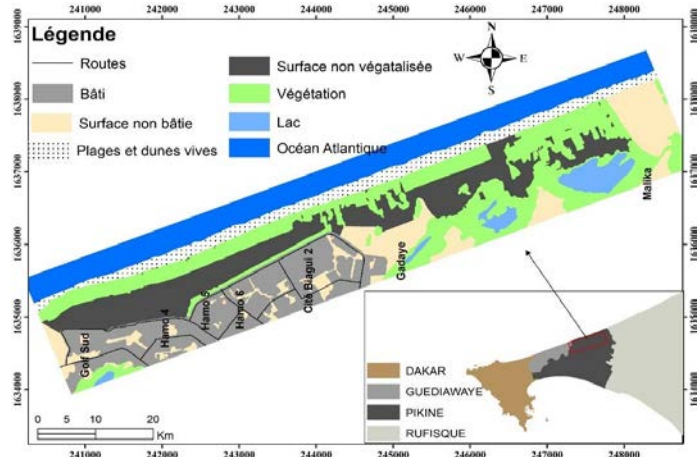 241000 242000 243000 244000 245000 246000 247000 248000
1639000
1638000
1637000
1636000
1635000
1634000
Légende
Routes
Bâti
Surface non bâtie
Plages et dunes vives
Surface non végatalisée
Végétation
Lac
Océan Atlantique
N
W
E
S
Golf Sud
Hamo 4
Hamo 5
Hamo 6
Cité Biagui 2
Gadaye
Malika
0 5 10 20
Km
DAKAR
GUEDIAWAYE
PIKINE
RUFISQUE
241000 242000 243000 244000 245000 246000 247000 248000